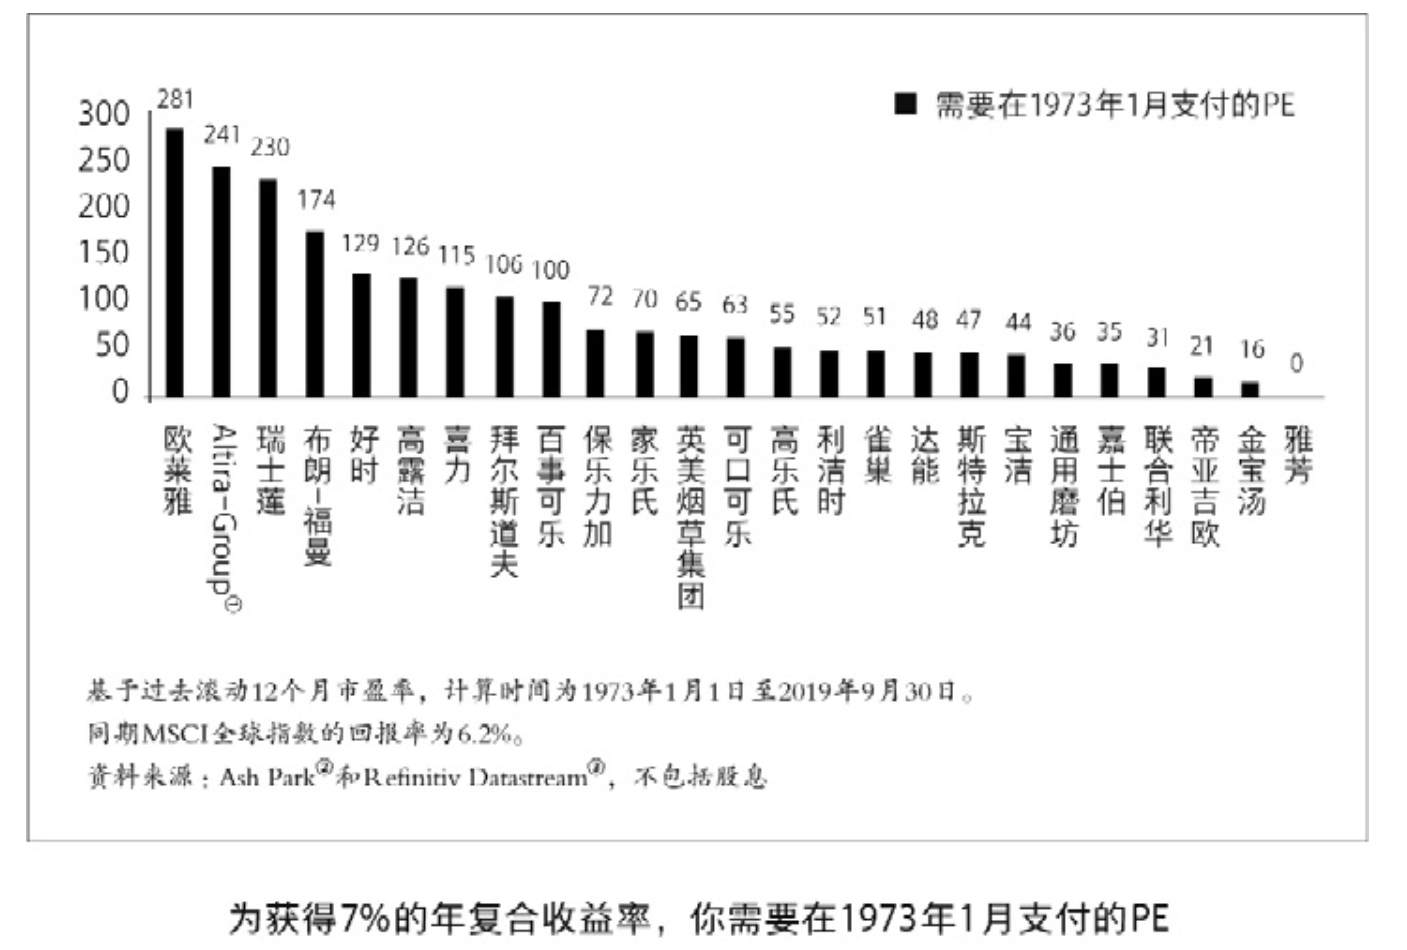 需要在1973年1月支付的PE
300
250
200
150
100
50
0
281
241
230
174
129
126
115
106
100
72
70
65
63
55
52
51
48
47
44
36
35
31
21
16
0
欧莱雅
Altira-Group①
瑞士莲
布朗-福曼
好时
高露洁
喜力
拜尔斯道夫
百事可乐
保乐力加
家乐氏
英美烟草集团
可口可乐
高乐氏
利洁时
雀巢
达能
斯特拉克
宝洁
通用磨坊
嘉士伯
联合利华
帝亚吉欧
金宝汤
雅芳
基于过去滚动12个月市盈率，计算时间为1973年1月1日至2019年9月30日。
同期MSCI全球指数的回报率为6.2%。
资料来源：Ash Park②和Refinitiv Datastream③，不包括股息
为获得7%的年复合收益率，你需要在1973年1月支付的PE